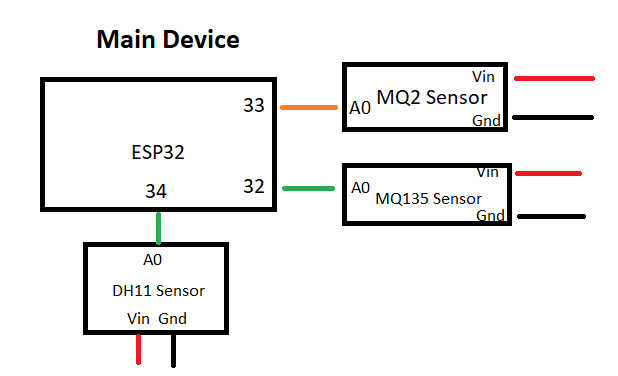 Main Device
33
ESP32
34
32
Vin
A0 MQ2 Sensor
Gnd
Vin
A0
MQ135 Sensor
Gnd
A0
DH11 Sensor
Vin Gnd